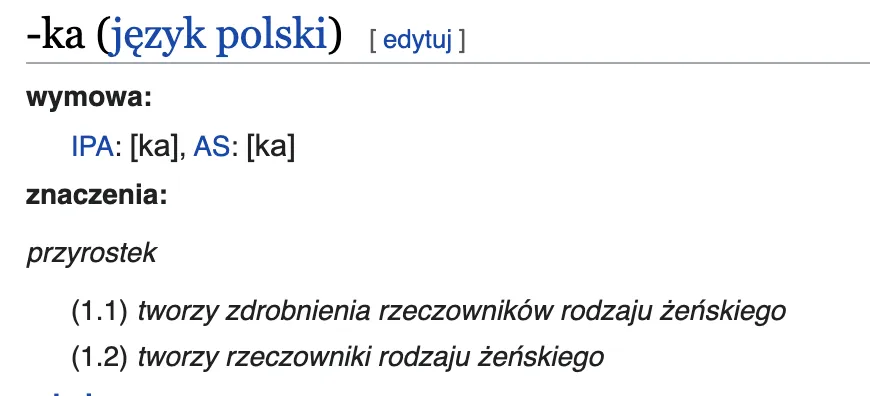 -ka (język polski) [ edytuj ]
wymowa:
IPA: [ka], AS: [ka]
znaczenia:
przyrostek
(1.1) tworzy zdrobnienia rzeczowników rodzaju żeńskiego
(1.2) tworzy rzeczowniki rodzaju żeńskiego